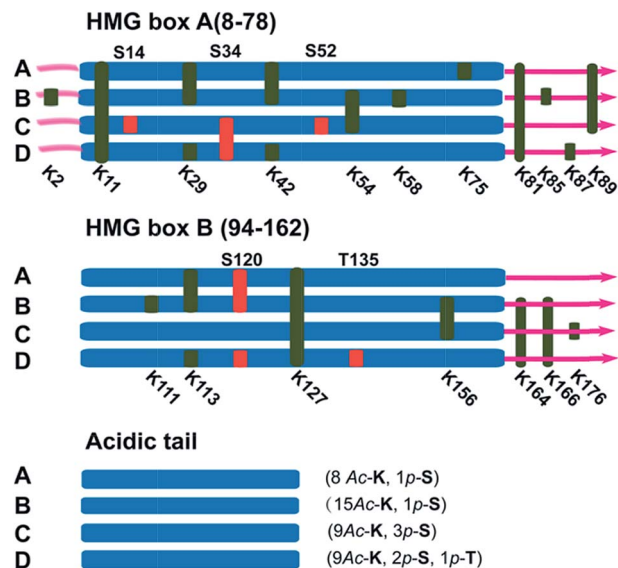 HMG box A(8-78)
S14 S34 S52
A
B
C
D
K2 K11 K29 K42 K54 K58 K75 K81 K85 K87 K89
HMG box B (94-162)
S120 T135
A
B
C
D
K111 K113 K127 K156 K164 K166 K176
Acidic tail
A (8 Ac-K, 1p-S)
B (15Ac-K, 1p-S)
C (9Ac-K, 3p-S)
D (9Ac-K, 2p-S, 1p-T)